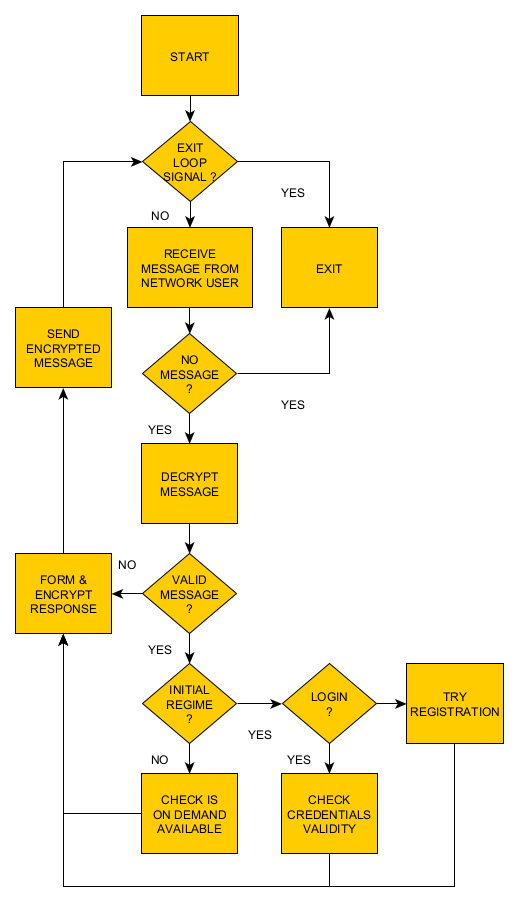 START
EXIT
LOOP
SIGNAL ?
YES
NO
RECEIVE
MESSAGE FROM
NETWORK USER
EXIT
SEND
ENCRYPTED
MESSAGE
NO
MESSAGE
?
YES
YES
DECRYPT
MESSAGE
NO
FORM &
ENCRYPT
RESPONSE
VALID
MESSAGE
?
YES
INITIAL
REGIME
?
LOGIN
?
TRY
REGISTRATION
YES
NO
YES
CHECK IS
ON DEMAND
AVAILABLE
CHECK
CREDENTIALS
VALIDITY